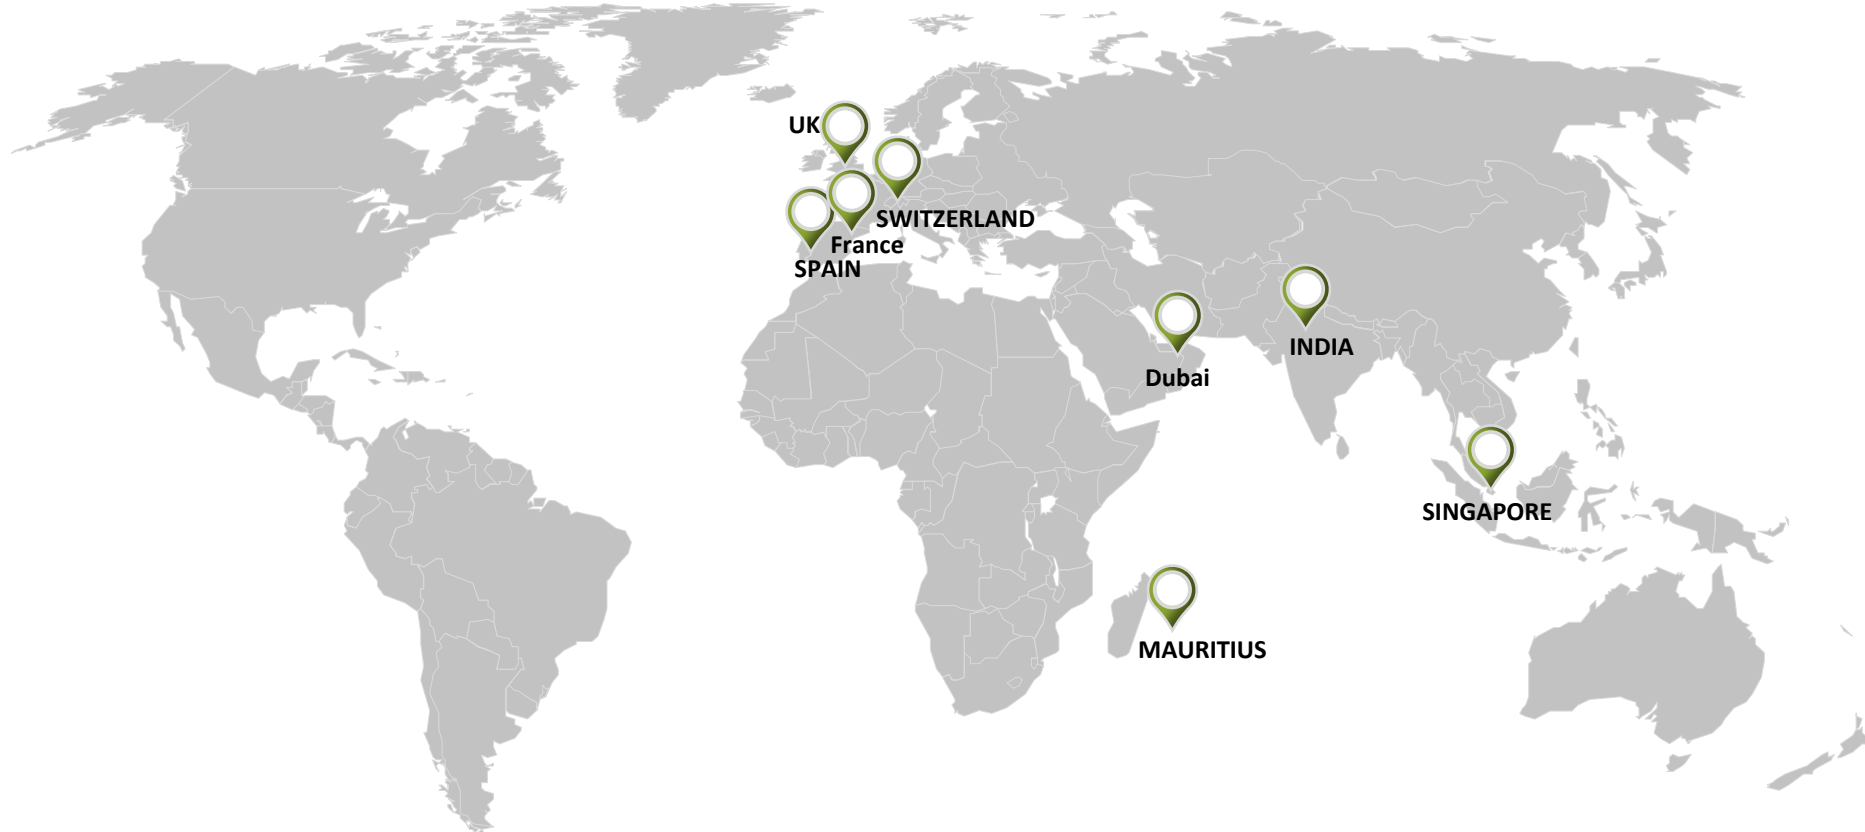 UK
SWITZERLAND
France
SPAIN
INDIA
Dubai
SINGAPORE
MAURITIUS